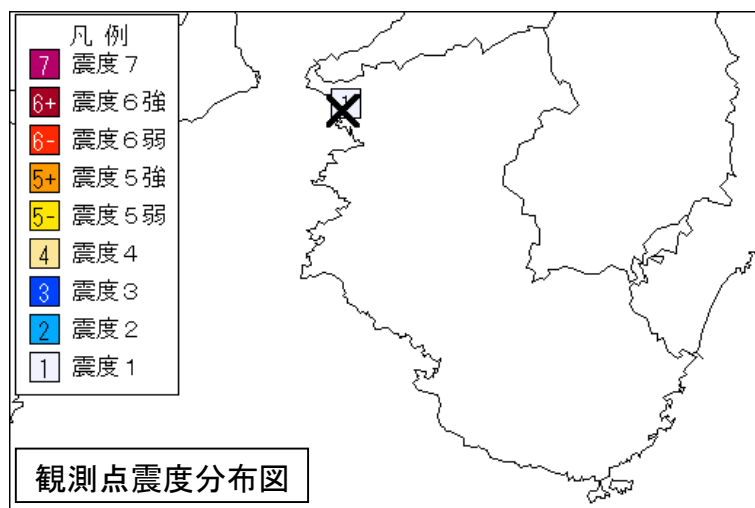 凡 例
7 震度７
6+ 震度６強
6- 震度６弱
5+ 震度５強
5- 震度５弱
4 震度４
3 震度３
2 震度２
1 震度１
1
観測点震度分布図